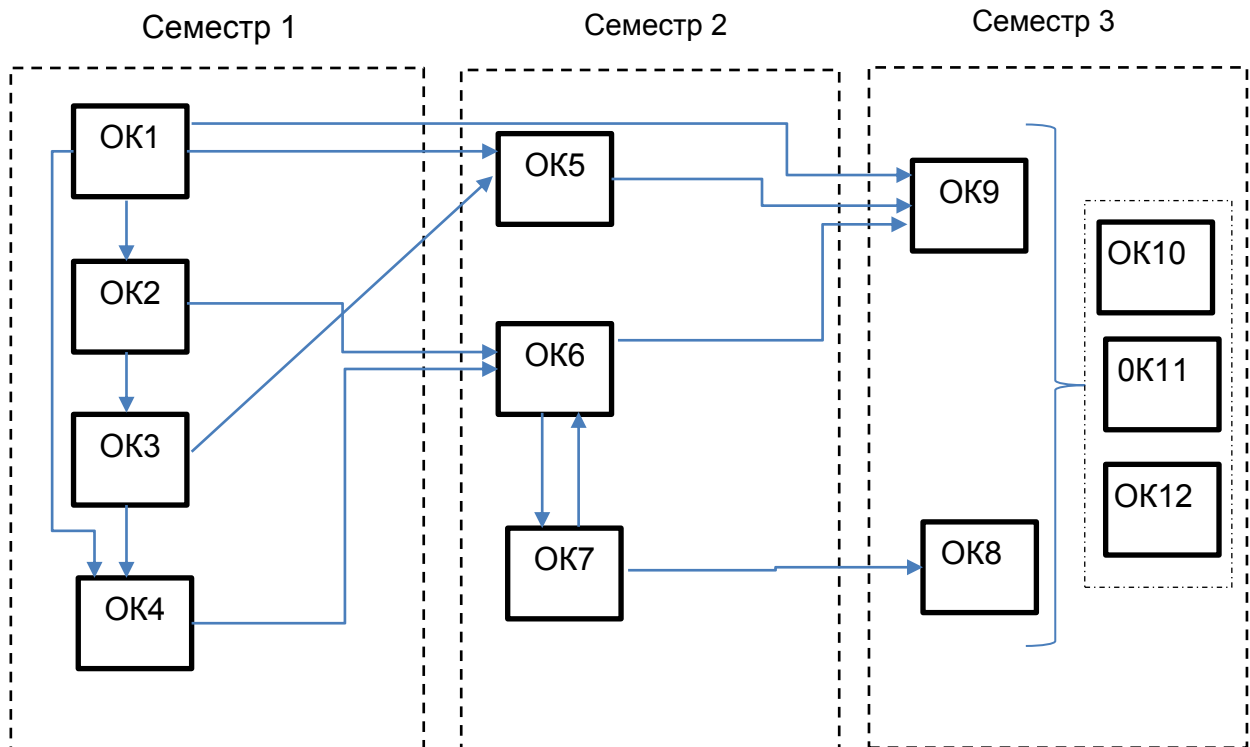 Семестр 1
Семестр 2
Семестр 3
ОК1
ОК2
ОК3
ОК4
ОК5
ОК6
ОК7
ОК9
ОК8
ОК10
0К11
ОК12